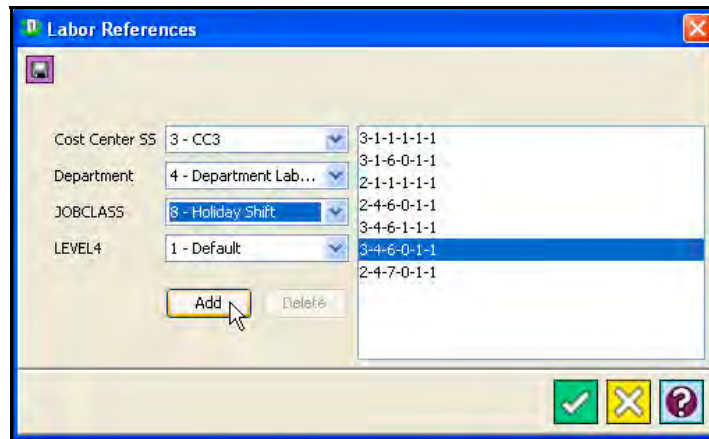 Labor References
Cost Center SS 3 - CC3
Department 4 - Department Lab...
JOBCLASS 8 - Holiday Shift
LEVEL4 1 - Default
Add Delete
3-1-1-1-1-1
3-1-6-0-1-1
2-1-1-1-1-1
2-4-6-0-1-1
3-4-6-1-1-1
3-4-6-0-1-1
2-4-7-0-1-1